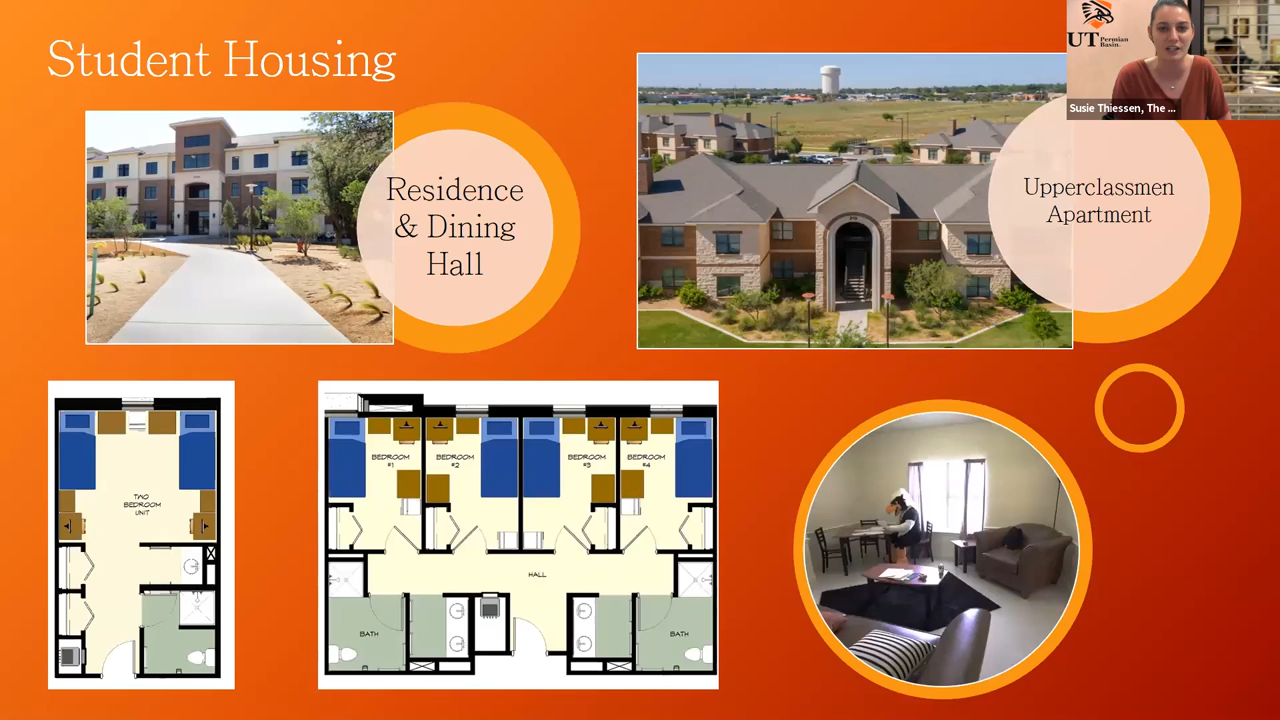 Student Housing
UT Permian
Basin
Susie Thiessen, The ...
Residence
& Dining
Hall
Upperclassmen
Apartment
TWO
BEDROOM
UNIT
BEDROOM
#1
BEDROOM
#2
BEDROOM
#3
BEDROOM
#4
HALL
BATH
BATH